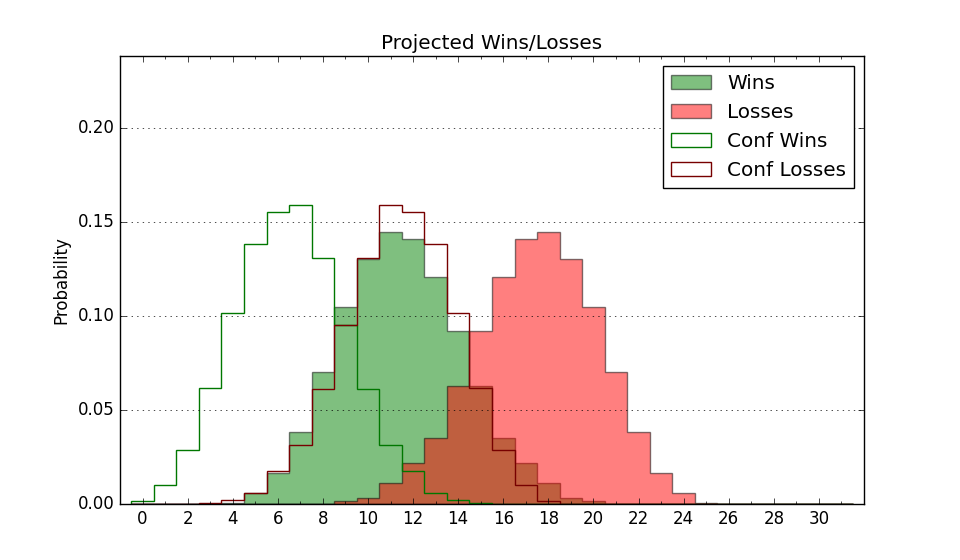 Projected Wins/Losses
Wins
Losses
Conf Wins
Conf Losses
Probability
0.20
0.15
0.10
0.05
0.00
0 2 4 6 8 10 12 14 16 18 20 22 24 26 28 30